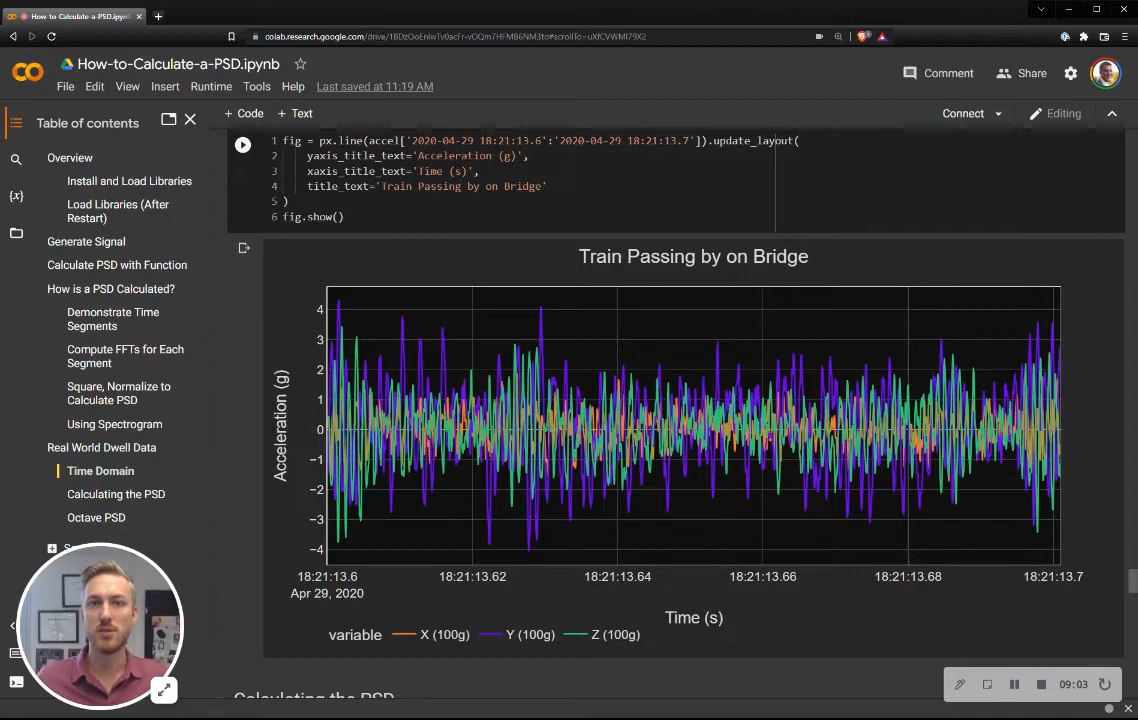 How-to-Calculate-a-PSD.ipynb
colab.research.google.com/drive/
How-to-Calculate-a-PSD.ipynb
File Edit View Insert Runtime Tools Help Last saved at 11:19 AM
Comment Share
+ Code + Text
Connect Editing
Table of contents
Overview
Install and Load Libraries
Load Libraries (After
Restart)
Generate Signal
Calculate PSD with Function
How is a PSD Calculated?
Demonstrate Time
Segments
Compute FFTs for Each
Segment
Square, Normalize to
Calculate PSD
Using Spectrogram
Real World Dwell Data
Time Domain
Calculating the PSD
Octave PSD
{x}
1 fig = px.line(accel['2020-04-29 18:21:13.6':'2020-04-29 18:21:13.7']).update_layout(
2 yaxis_title_text='Acceleration (g)',
3 xaxis_title_text='Time (s)',
4 title_text='Train Passing by on Bridge'
5 )
6 fig.show()
Train Passing by on Bridge
Acceleration (g)
4
3
2
1
0
−1
−2
−3
−4
18:21:13.6 18:21:13.62 18:21:13.64 18:21:13.66 18:21:13.68 18:21:13.7
Apr 29, 2020
Time (s)
variable X (100g) Y (100g) Z (100g)
Calculating the PSD
09:03